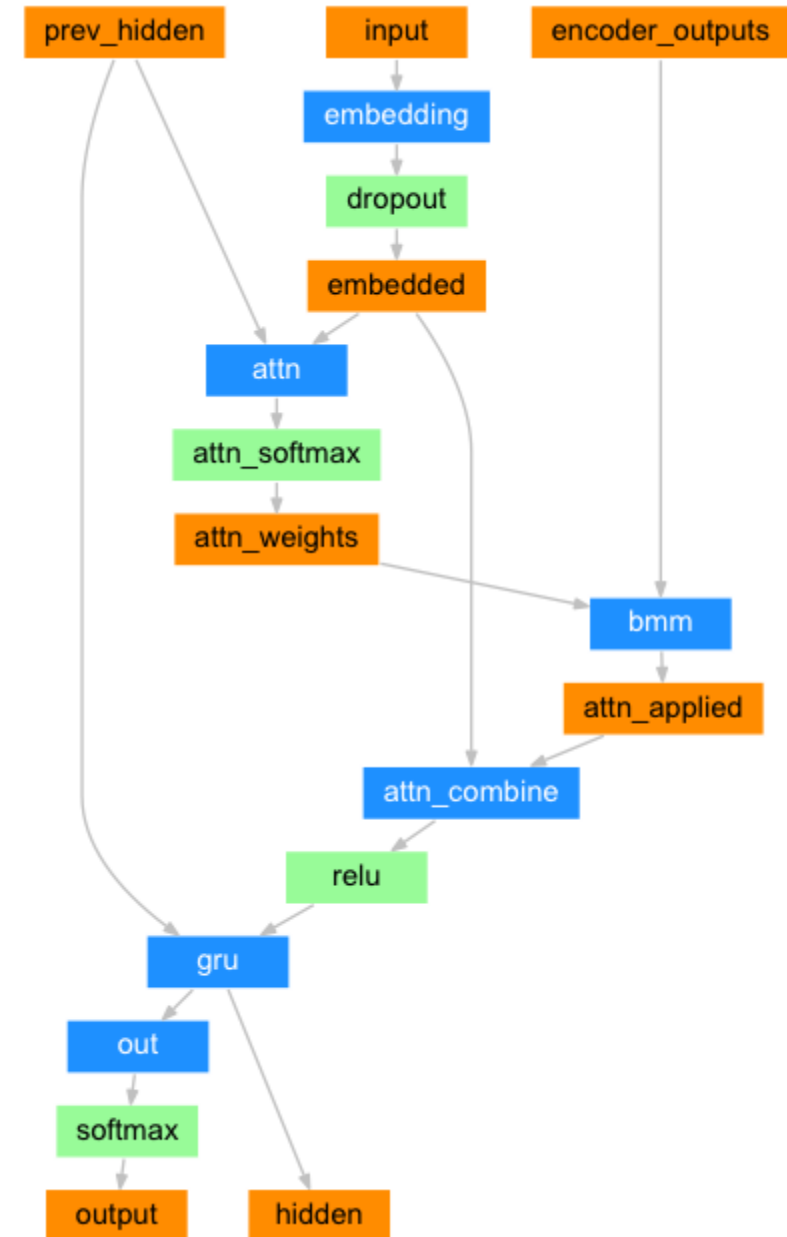 prev_hidden
input
encoder_outputs
embedding
dropout
embedded
attn
attn_softmax
attn_weights
bmm
attn_applied
attn_combine
relu
gru
out
softmax
output
hidden